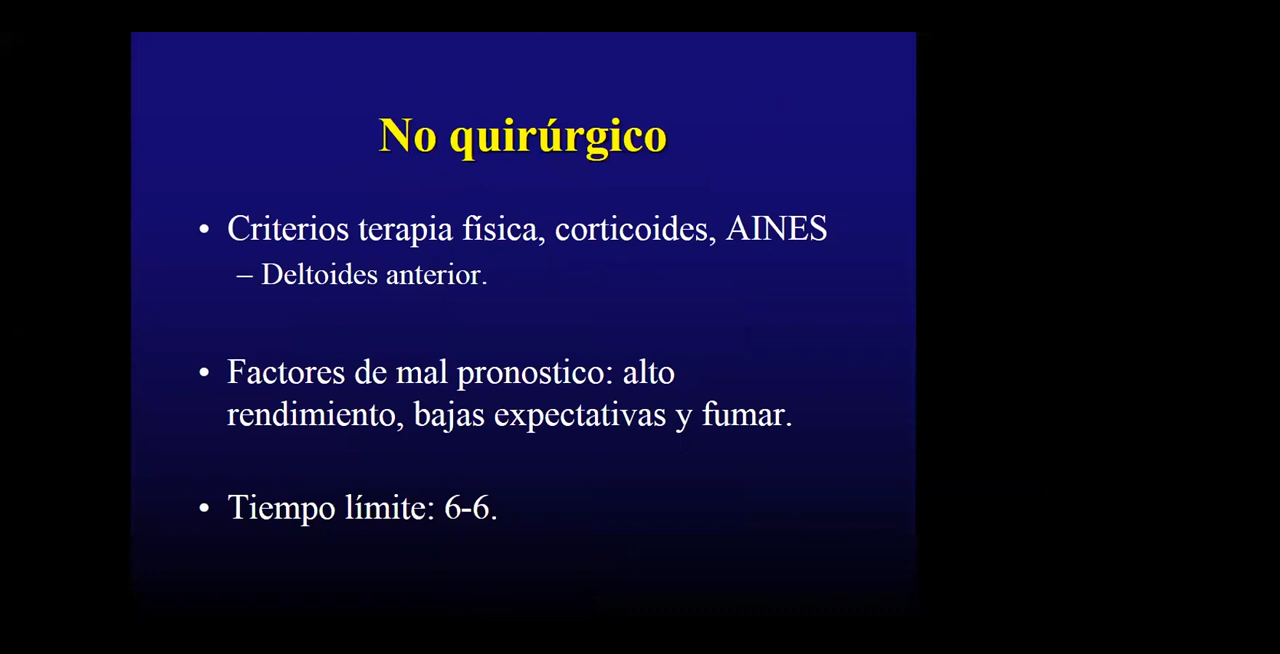 No quirúrgico
• Criterios terapia física, corticoides, AINES
– Deltoides anterior.
• Factores de mal pronostico: alto
rendimiento, bajas expectativas y fumar.
• Tiempo límite: 6-6.